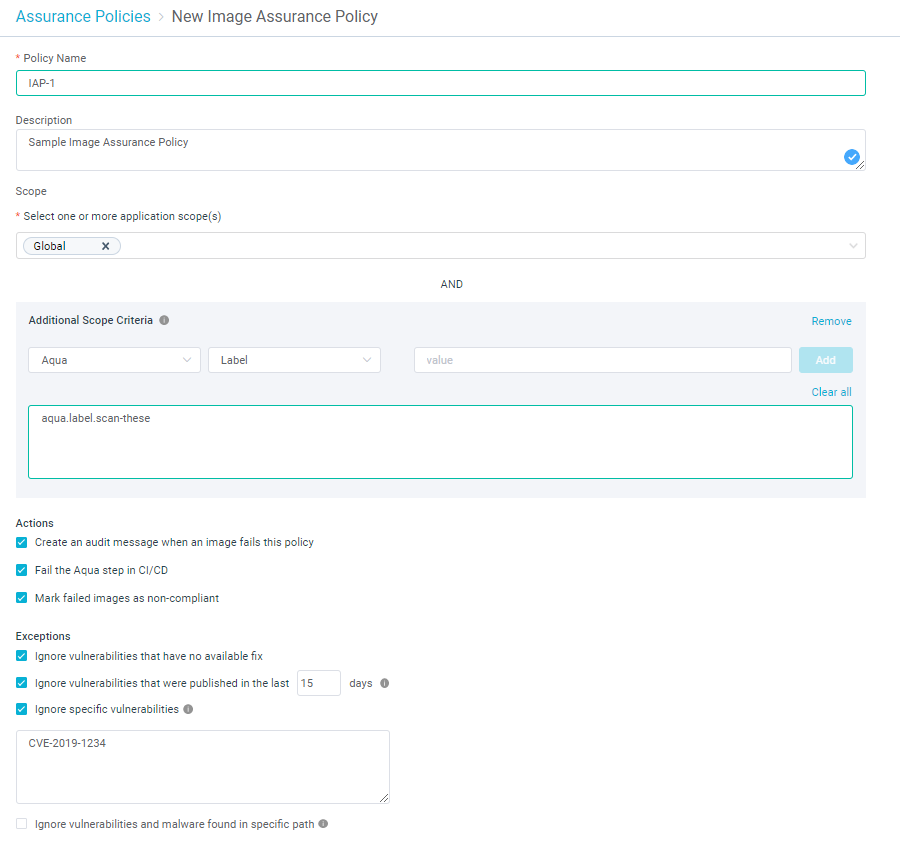 Assurance Policies > New Image Assurance Policy
* Policy Name
IAP-1
Description
Sample Image Assurance Policy
Scope
* Select one or more application scope(s)
Global ×
AND
Additional Scope Criteria
Remove
Aqua Label value Add
Clear all
aqua.label.scan-these
Actions
Create an audit message when an image fails this policy
Fail the Aqua step in CI/CD
Mark failed images as non-compliant
Exceptions
Ignore vulnerabilities that have no available fix
Ignore vulnerabilities that were published in the last 15 days
Ignore specific vulnerabilities
CVE-2019-1234
Ignore vulnerabilities and malware found in specific path